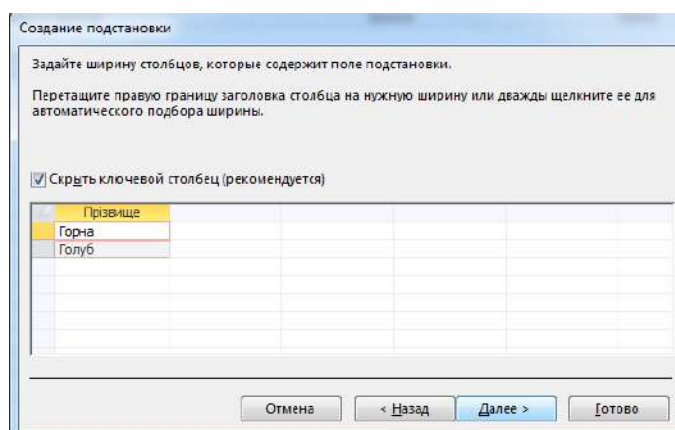 Создание подстановки
Задайте ширину столбцов, которые содержит поле подстановки.
Перетащите правую границу заголовка столбца на нужную ширину или дважды щелкните ее для
автоматического подбора ширины.
Скрыть ключевой столбец (рекомендуется)
Прізвище
Горна
Голуб
Отмена
< Назад
Далее >
Готово